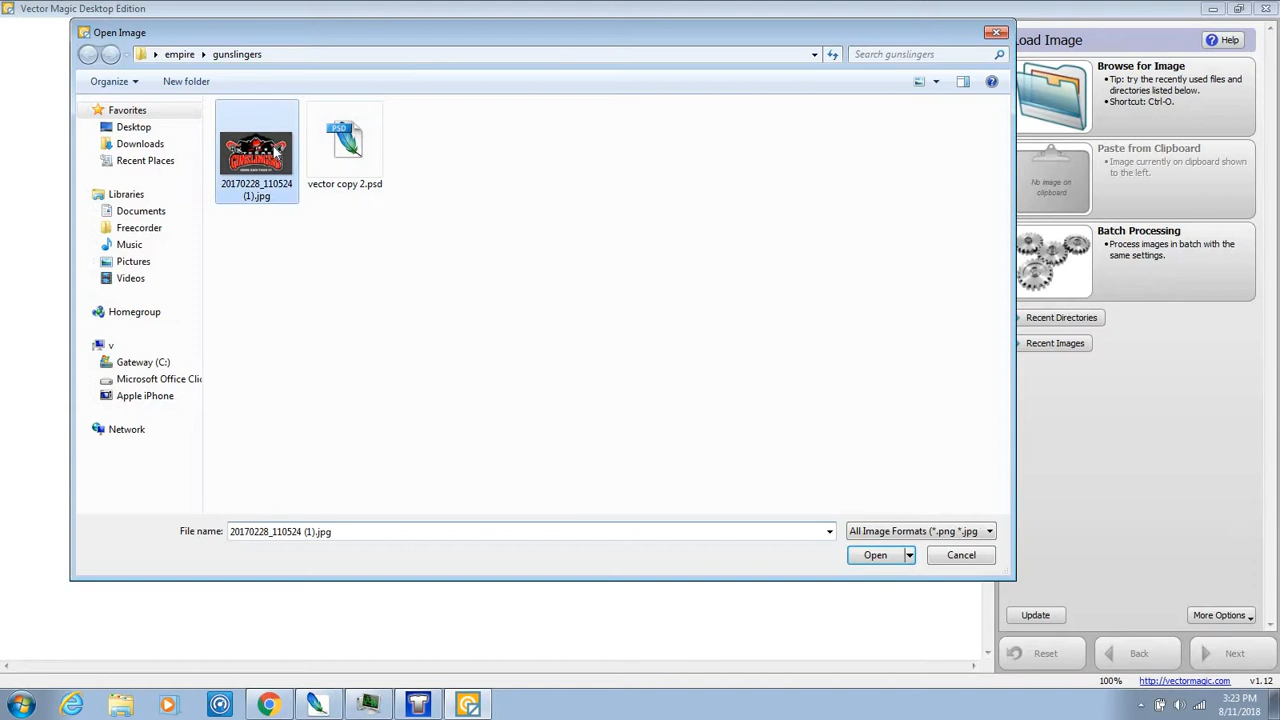 Vector Magic Desktop Edition
Open Image
empire
gunslingers
Search gunslingers
Load Image
Help
Organize
New folder
Browse for Image
Tip: try the recently used files and
directories listed below.
Shortcut: Ctrl-O.
Favorites
Desktop
Downloads
Recent Places
GUNSLINGERS
PSD
20170228_110524
(1).jpg
vector copy 2.psd
Paste from Clipboard
Image currently on clipboard shown
to the left.
No image on
clipboard
Libraries
Documents
Freecorder
Music
Pictures
Videos
Batch Processing
Process images in batch with the
same settings.
Homegroup
Recent Directories
Recent Images
v
Gateway (C:)
Microsoft Office Clic
Apple iPhone
Network
File name:
20170228_110524 (1).jpg
All Image Formats (*.png *.jpg
Open
Cancel
Update
More Options
Reset
Back
Next
100%
http://vectormagic.com
v1.12
3:23 PM
8/11/2018